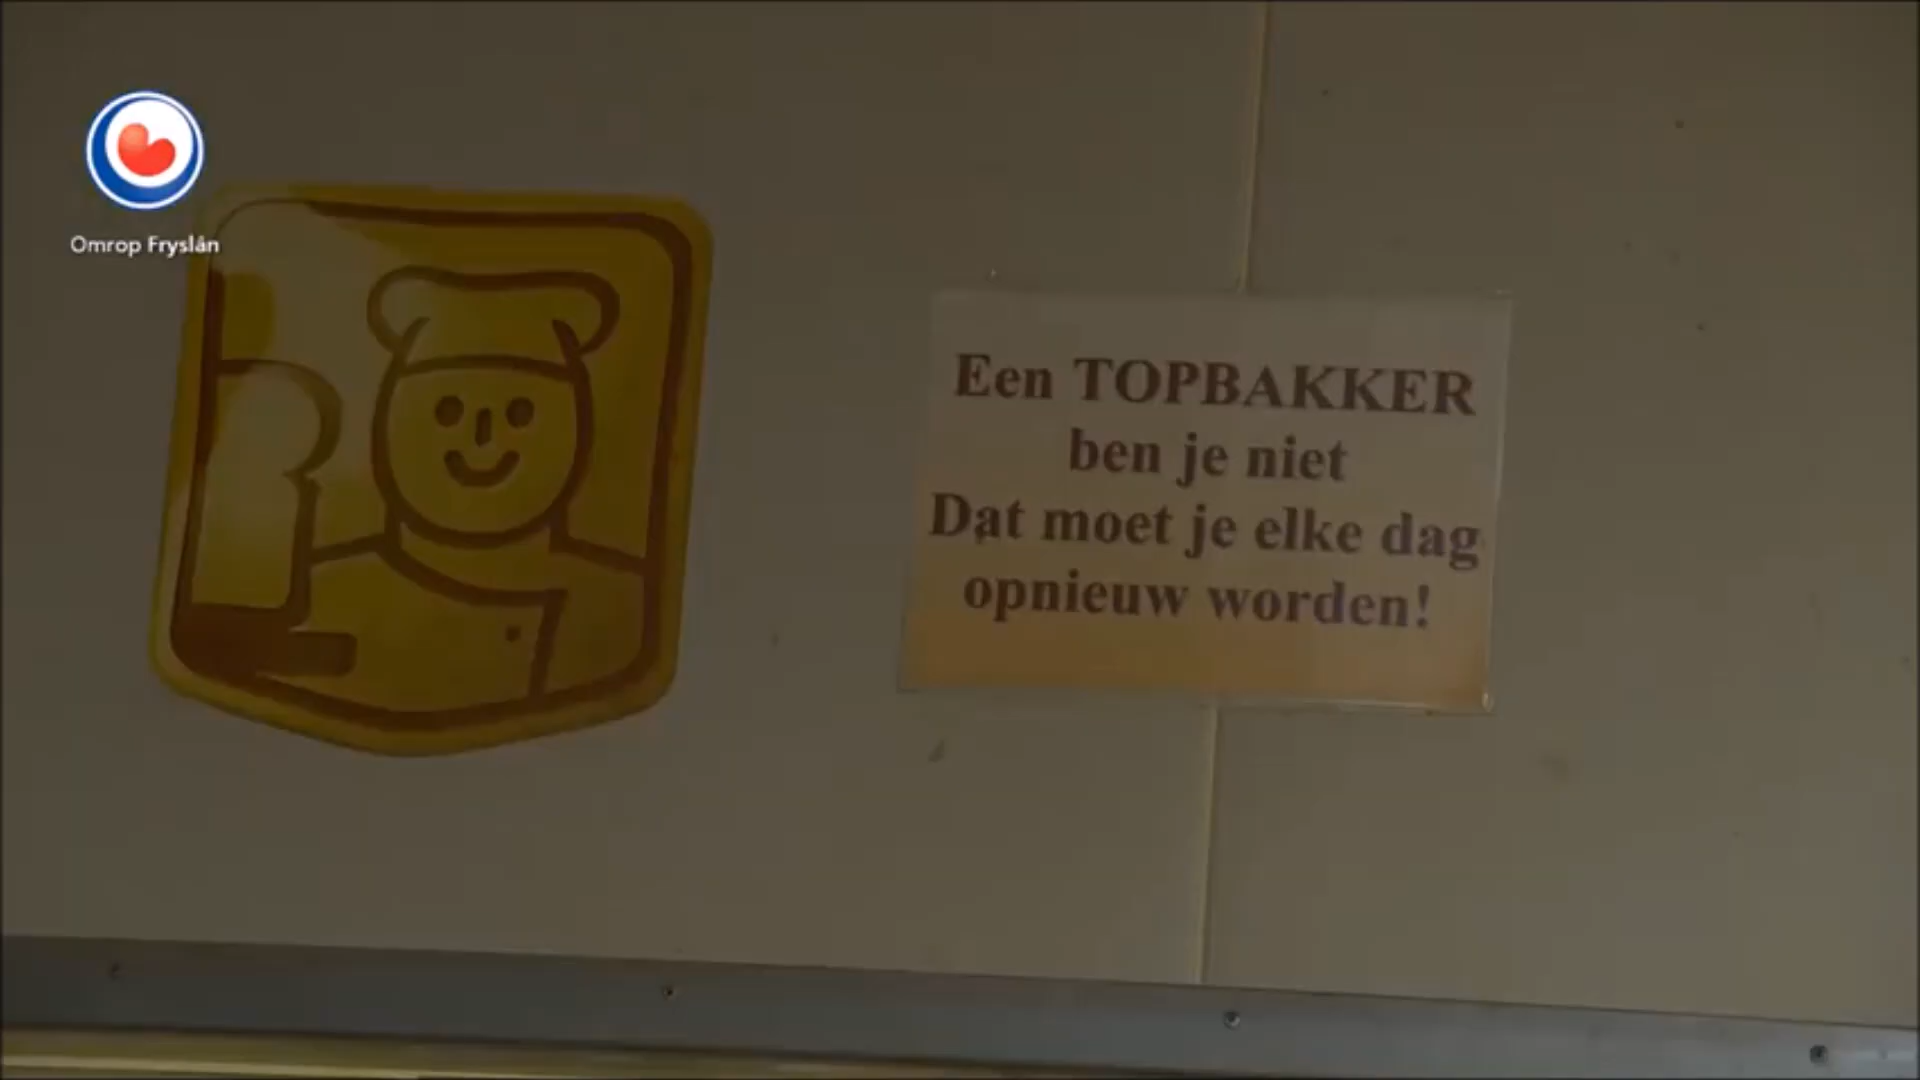 Omrop Fryslân
Een TOPBAKKER
ben je niet
Dat moet je elke dag
opnieuw worden!